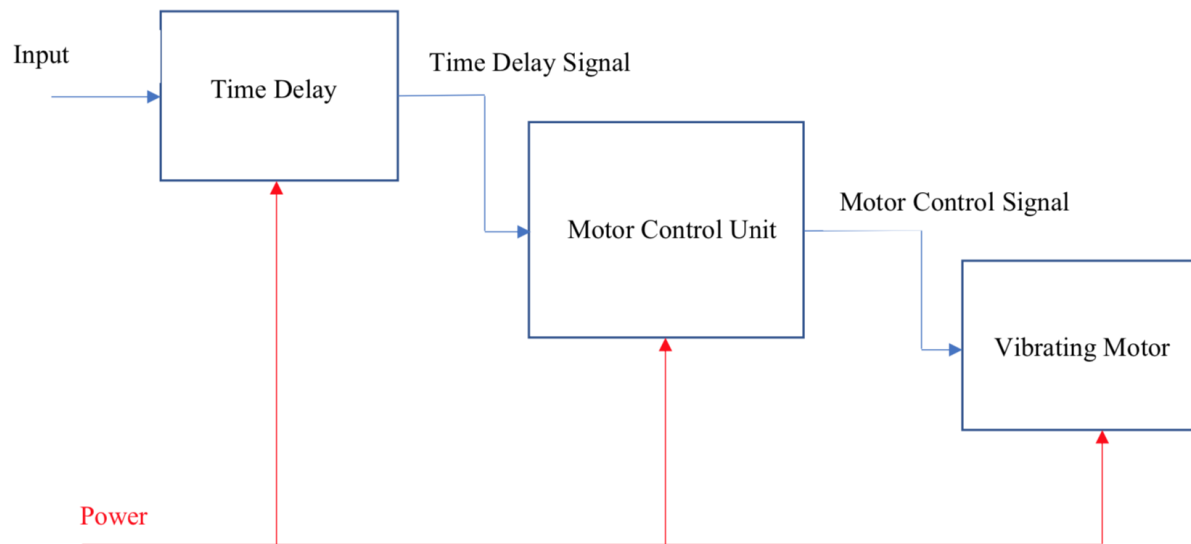 Input
Time Delay
Time Delay Signal
Motor Control Unit
Motor Control Signal
Vibrating Motor
Power